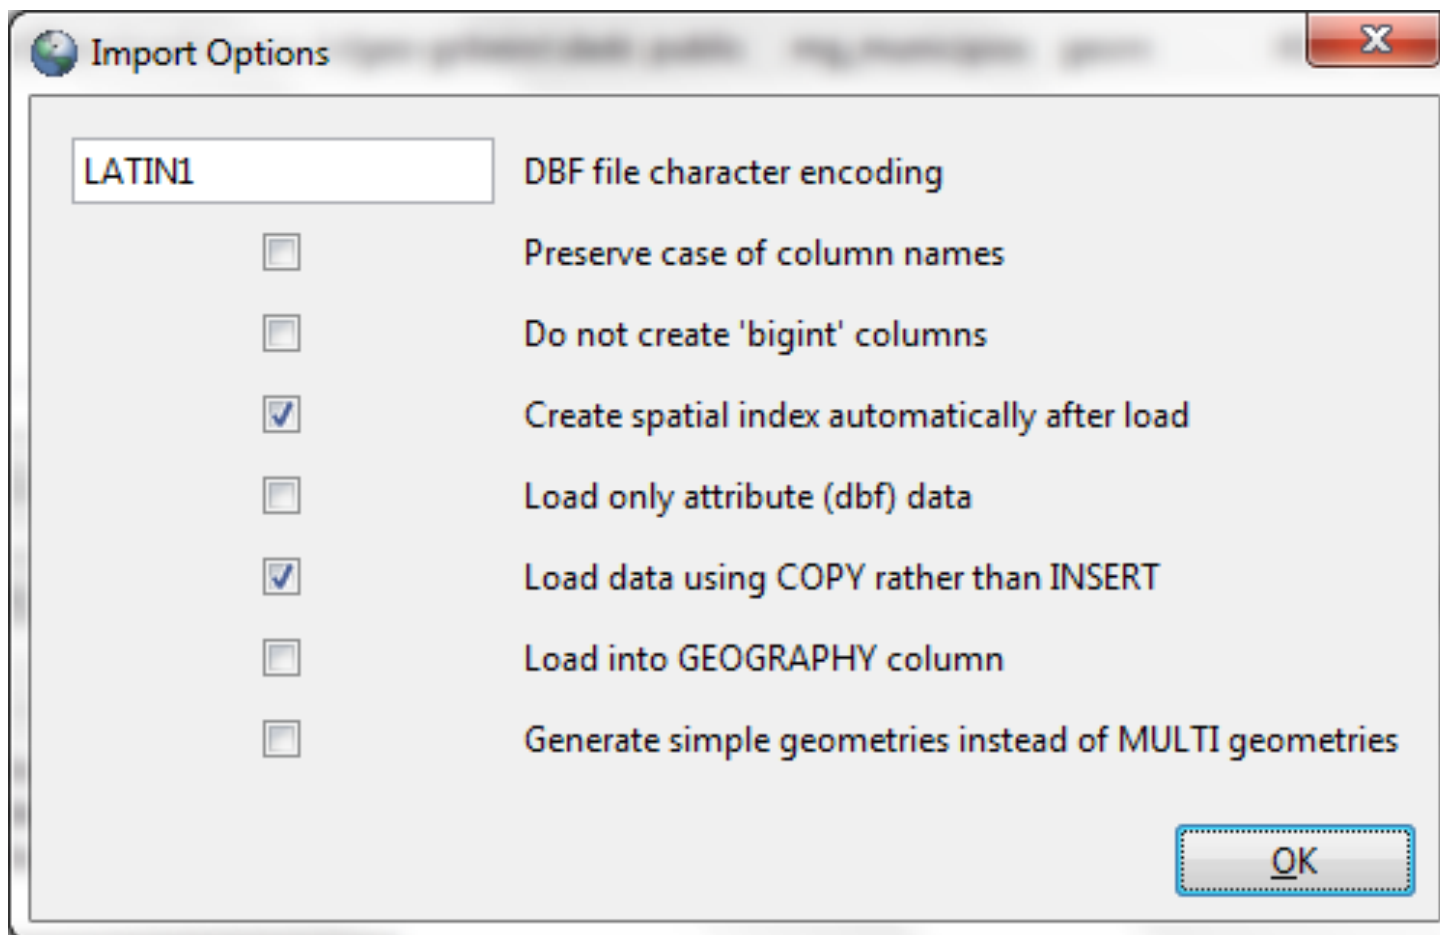 Import Options
LATIN1 DBF file character encoding
Preserve case of column names
Do not create 'bigint' columns
Create spatial index automatically after load
Load only attribute (dbf) data
Load data using COPY rather than INSERT
Load into GEOGRAPHY column
Generate simple geometries instead of MULTI geometries
OK